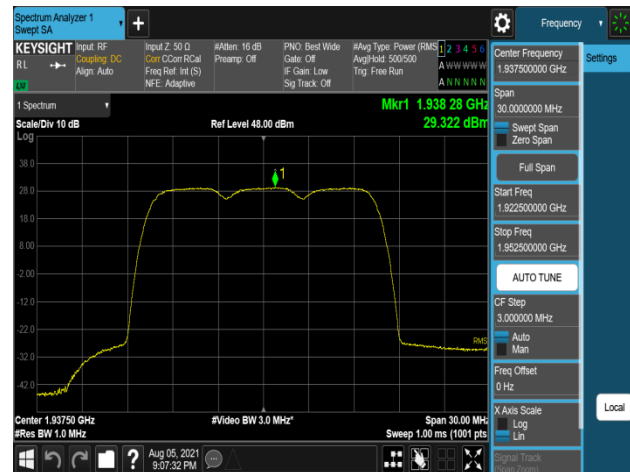 Spectrum Analyzer 1
Swept SA
Frequency
KEYSIGHT
Input: RF
Input Z: 50 Ω
#Atten: 16 dB
PNO: Best Wide
#Avg Type: Power (RMS
1 2 3 4 5 6
RL
Coupling: DC
Corr CCorr RCal
Preamp: Off
Gate: Off
Avg|Hold: 500/500
A W W W W W
Align: Auto
Freq Ref: Int (S)
IF Gain: Low
Trig: Free Run
NFE: Adaptive
Sig Track: Off
A N N N N N
Center Frequency
1.937500000 GHz
Settings
Span
30.0000000 MHz
Swept Span
Zero Span
Full Span
Start Freq
1.922500000 GHz
Stop Freq
1.952500000 GHz
AUTO TUNE
CF Step
3.000000 MHz
Auto
Man
Freq Offset
0 Hz
X Axis Scale
Log
Lin
Local
Signal Track
(Span Zoom)
1 Spectrum
Mkr1 1.938 28 GHz
Scale/Div 10 dB
Ref Level 48.00 dBm
29.322 dBm
Log
38.0
28.0
18.0
8.00
-2.00
-12.0
-22.0
-32.0
-42.0
1
RMS
Center 1.93750 GHz
#Video BW 3.0 MHz*
Span 30.00 MHz
#Res BW 1.0 MHz
Sweep 1.00 ms (1001 pts
?
Aug 05, 2021
9:07:32 PM